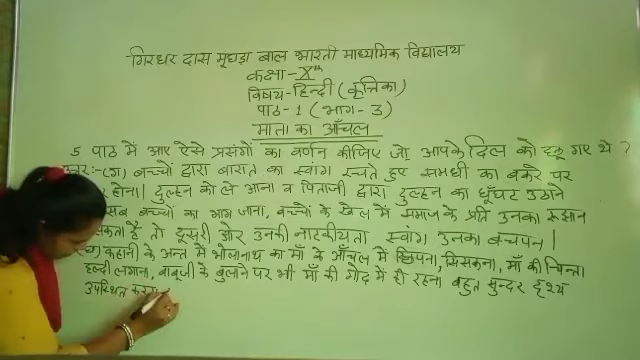 गिरधर दास मूधड़ा बाल भारती माध्यमिक विद्यालय
कक्षा - Xth
विषय-हिन्दी (कृत्तिका)
पाठ-1 (भाग-3)
माता का आँचल
5 पाठ में आए ऐसे प्रसंगों का वर्णन कीजिए जो आपके दिल को छू गए थे ?
(ग) बच्चों द्वारा बारात का स्वांग रचते हुए समधी का बकरे पर
होना। दुल्हन को ले आना व पिताजी द्वारा दुल्हन का घूँघट उठाने
सब बच्चों का भाग जाना, बच्चों के खेल में समाज के प्रति उनका रूझान
है तो दूसरी और उनकी नाटकीयता स्वांग उनका बचपन।
कहानी के अन्त में भोलानाथ का माँ के आँचल में छिपना, सिसकना, माँ की चिन्ता
हल्दी लगाना, बाबूजी के बुलाने पर भी माँ की गोद में ही रहना बहुत सुन्दर दृश्य
उपस्थित